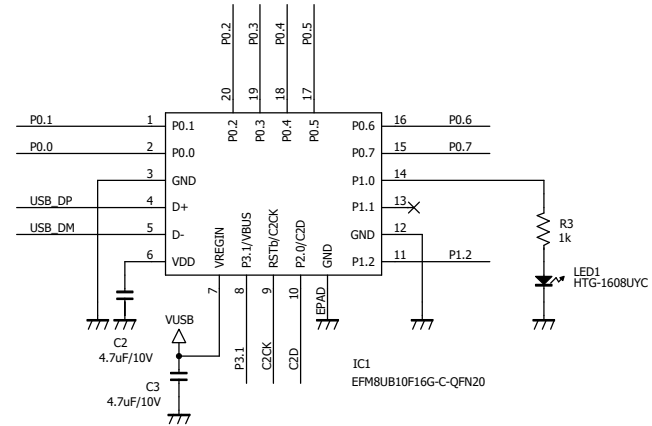 P0.2
P0.3
P0.4
P0.5
20
19
18
17
P0.1
1
P0.1
P0.2
P0.3
P0.4
P0.5
P0.6
16
P0.6
P0.0
2
P0.0
P0.7
15
P0.7
3
GND
P1.0
14
USB_DP
4
D+
P1.1
13
R3
1k
USB_DM
5
D-
GND
12
6
VDD
VREGIN
P3.1/VBUS
RSTb/C2CK
P2.0/C2D
GND
P1.2
11
P1.2
LED1
HTG-1608UYC
7
8
9
10
EPAD
C2
4.7uF/10V
VUSB
P3.1
C2CK
C2D
IC1
EFM8UB10F16G-C-QFN20
C3
4.7uF/10V